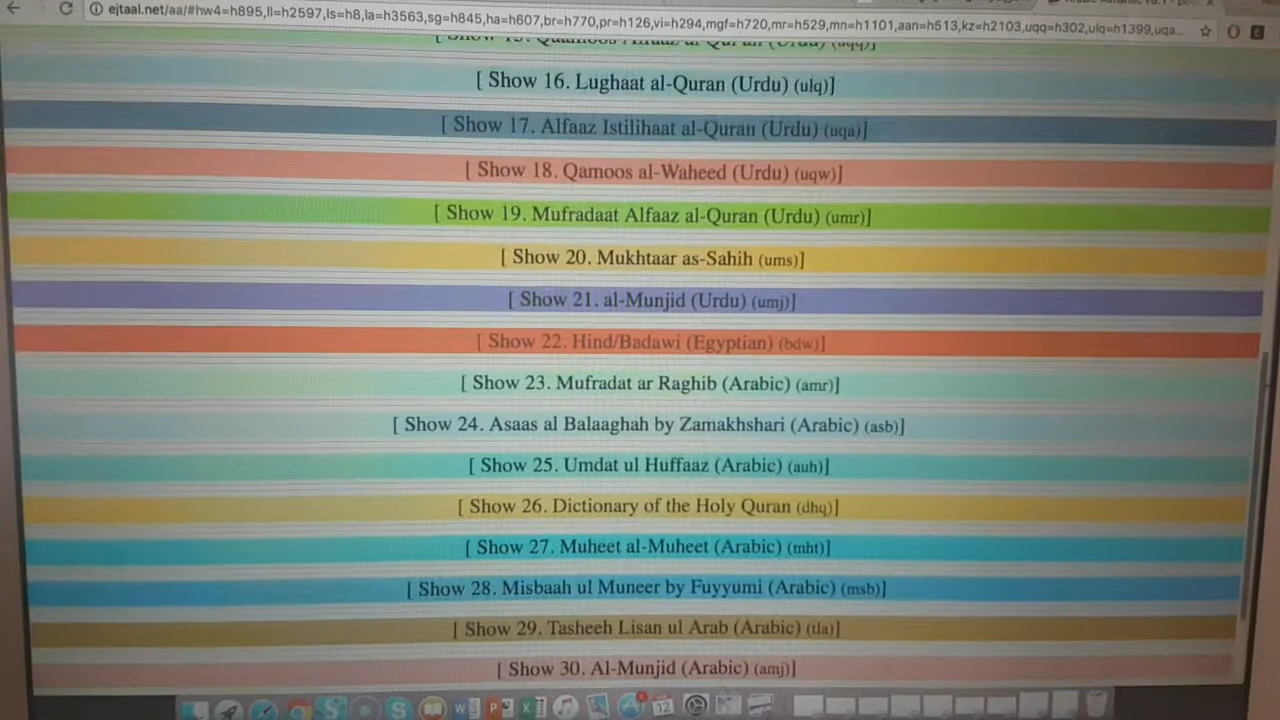 ejtaal.net/aa/#hw4=h895,ll=h2597,ls=h8,la=h3563,sg=h845,ha=h607,br=h770,pr=h126,vi=h294,mgf=h720,mr=h529,mn=h1101,aan=h513,kz=h2103,uqq=h302,ulq=h1399,uqa...
[ Show 16. Lughaat al-Quran (Urdu) (ulq)]
[ Show 17. Alfaaz Istilihaat al-Quran (Urdu) (uqa)]
[ Show 18. Qamoos al-Waheed (Urdu) (uqw)]
[ Show 19. Mufradaat Alfaaz al-Quran (Urdu) (umr)]
[ Show 20. Mukhtaar as-Sahih (ums)]
[ Show 21. al-Munjid (Urdu) (umj)]
[ Show 22. Hind/Badawi (Egyptian) (bdw)]
[ Show 23. Mufradat ar Raghib (Arabic) (amr)]
[ Show 24. Asaas al Balaaghah by Zamakhshari (Arabic) (asb)]
[ Show 25. Umdat ul Huffaaz (Arabic) (auh)]
[ Show 26. Dictionary of the Holy Quran (dhq)]
[ Show 27. Muheet al-Muheet (Arabic) (mht)]
[ Show 28. Misbaah ul Muneer by Fuyyumi (Arabic) (msb)]
[ Show 29. Tasheeh Lisan ul Arab (Arabic) (tla)]
[ Show 30. Al-Munjid (Arabic) (amj)]
12